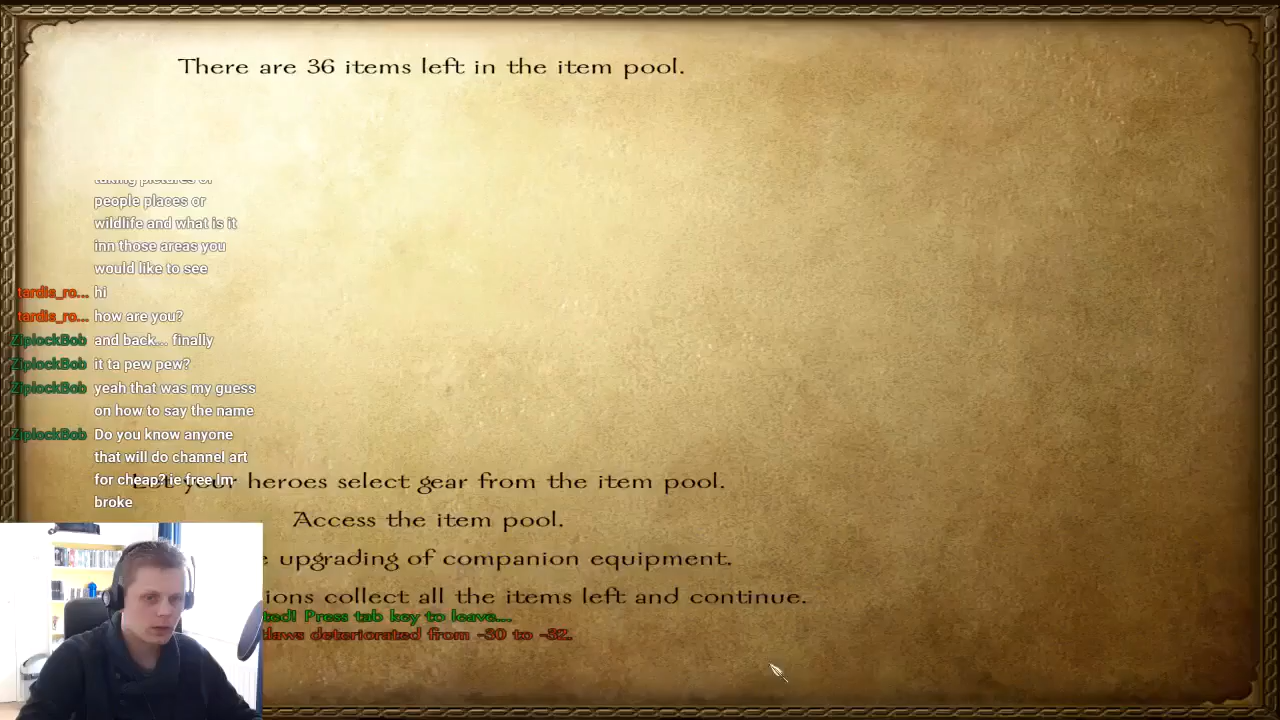 There are 36 items left in the item pool.
people places or
wildlife and what is it
inn those areas you
would like to see
tardis_ro... hi
tardis_ro... how are you?
ZiplockBob and back... finally
ZiplockBob it ta pew pew?
ZiplockBob yeah that was my guess
on how to say the name
ZiplockBob Do you know anyone
that will do channel art
for cheap? ie free Im
broke
Let your heroes select gear from the item pool.
Access the item pool.
upgrading of companion equipment.
collect all the items left and continue.
Press tab key to leave...
deteriorated from -30 to -32.